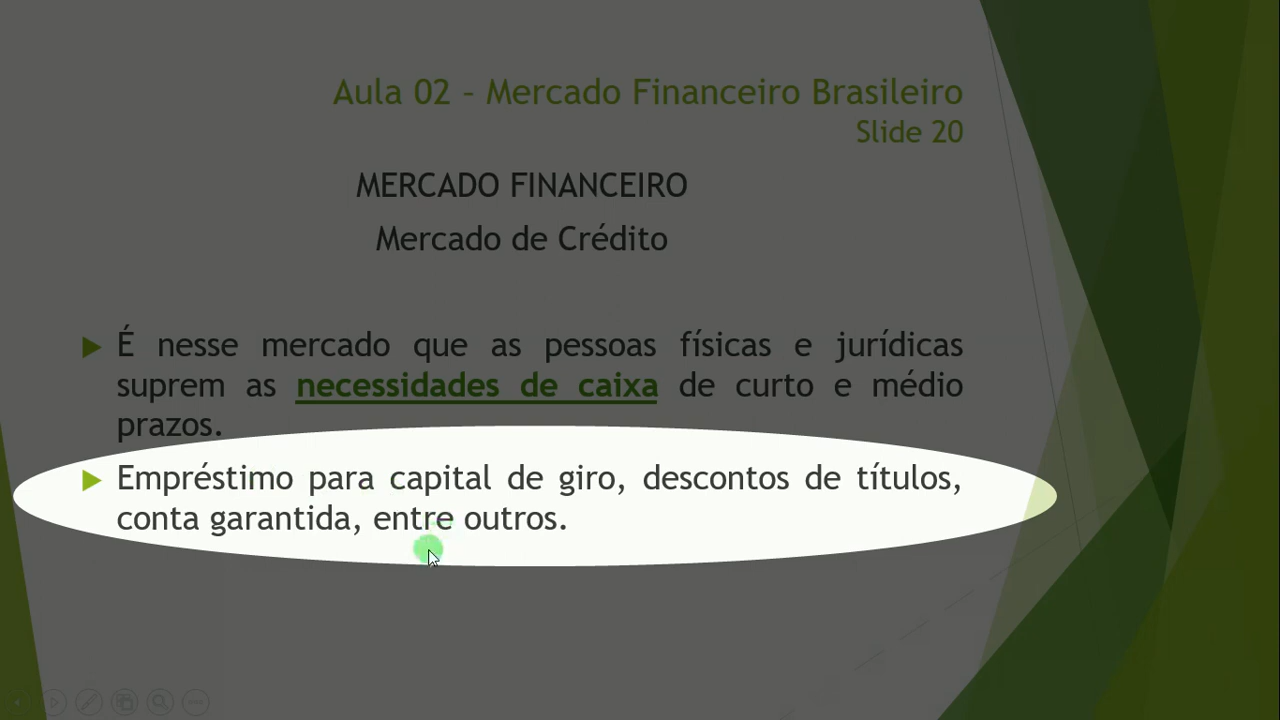 Aula 02 – Mercado Financeiro Brasileiro
Slide 20
MERCADO FINANCEIRO
Mercado de Crédito
É nesse mercado que as pessoas físicas e jurídicas
suprem as necessidades de caixa de curto e médio
prazos.
Empréstimo para capital de giro, descontos de títulos,
conta garantida, entre outros.